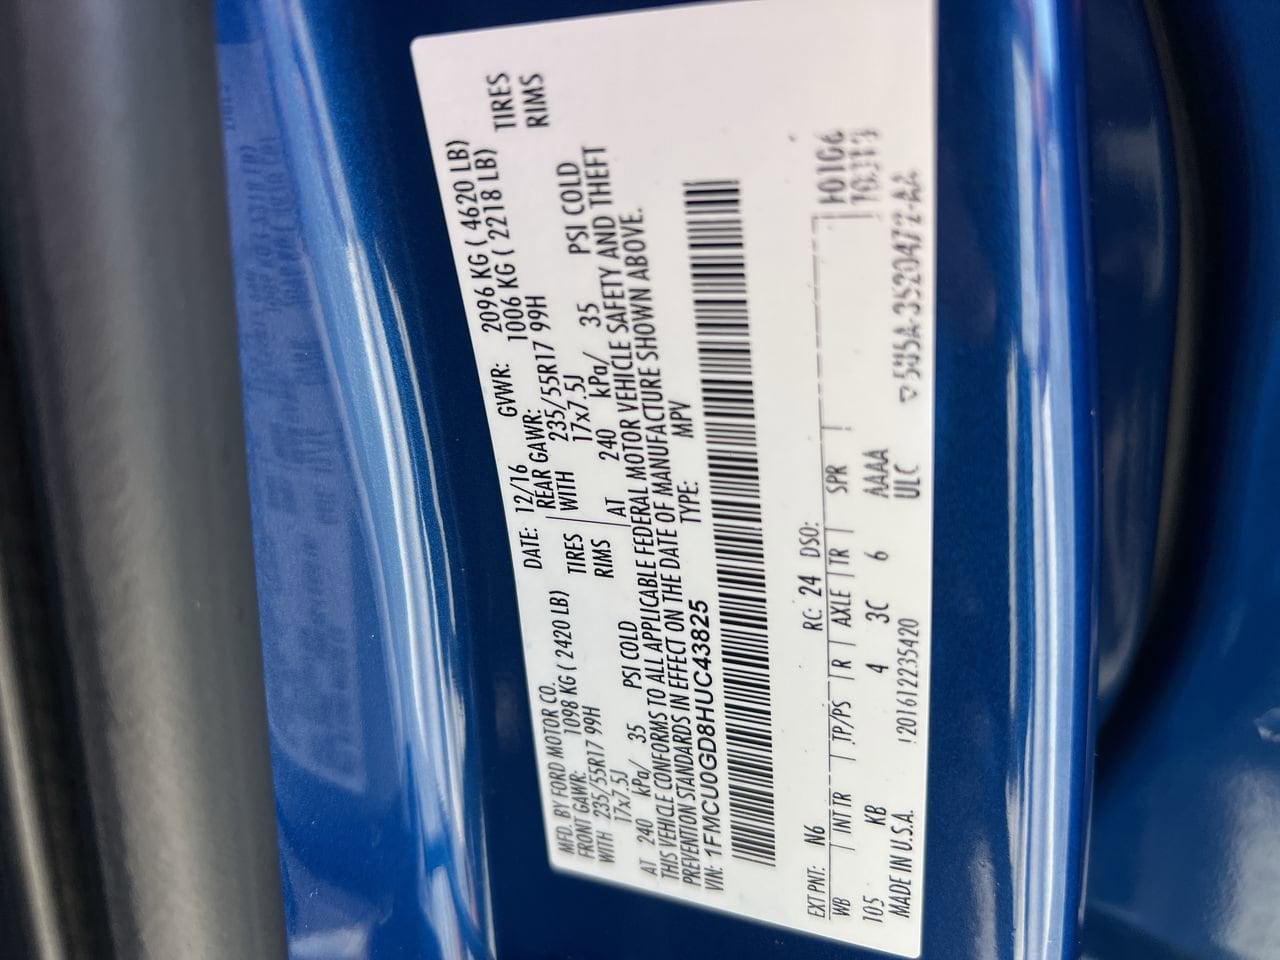 MFD. BY FORD MOTOR CO.
DATE: 12/16 GVWR: 2096 KG ( 4620 LB)
FRONT GAWR: 1098 KG ( 2420 LB) REAR GAWR: 1006 KG ( 2218 LB)
WITH 235/55R17 99H TIRES WITH 235/55R17 99H TIRES
17x7.5J RIMS 17x7.5J RIMS
AT 240 kPa/ 35 PSI COLD AT 240 kPa/ 35 PSI COLD
THIS VEHICLE CONFORMS TO ALL APPLICABLE FEDERAL MOTOR VEHICLE SAFETY AND THEFT
PREVENTION STANDARDS IN EFFECT ON THE DATE OF MANUFACTURE SHOWN ABOVE.
VIN: 1FMCU0GD8HUC43825 TYPE: MPV
EXT PNT: N6 RC: 24 DSO:
WB INT TR TP/PS R AXLE TR SPR
105 KB 4 3C 6 AAAA
MADE IN U.S.A. 201612235420 ULC